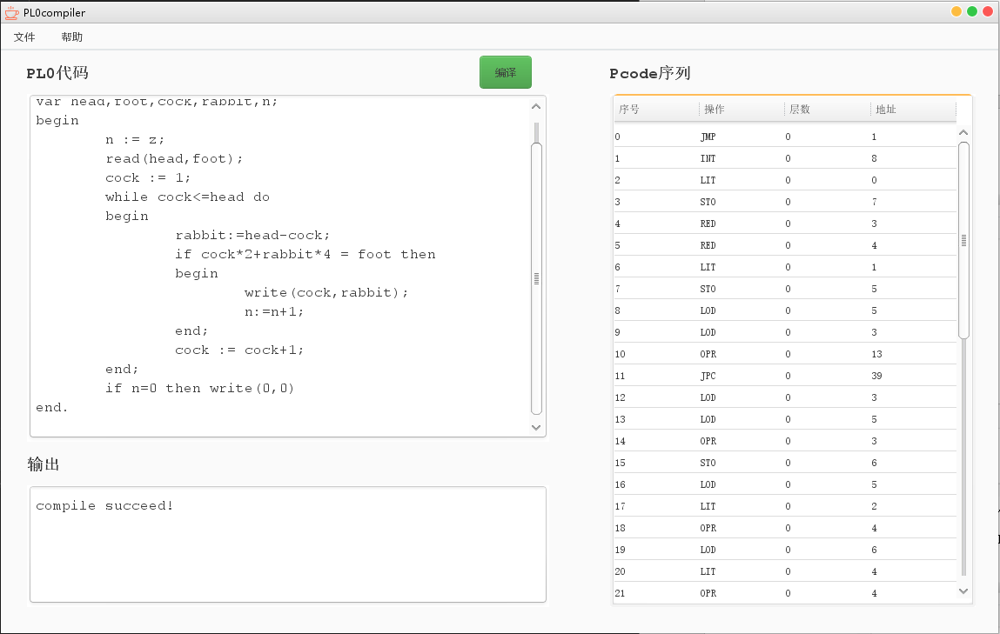 PL0compiler
文件 帮助
PL0代码
编译
var head,foot,cock,rabbit,n;
begin
n := z;
read(head,foot);
cock := 1;
while cock<=head do
begin
rabbit:=head-cock;
if cock*2+rabbit*4 = foot then
begin
write(cock,rabbit);
n:=n+1;
end;
cock := cock+1;
end;
if n=0 then write(0,0)
end.
输出
compile succeed!
Pcode序列
序号 操作 层数 地址
0 JMP 0 1
1 INT 0 8
2 LIT 0 0
3 STO 0 7
4 RED 0 3
5 RED 0 4
6 LIT 0 1
7 STO 0 5
8 LOD 0 5
9 LOD 0 3
10 OPR 0 13
11 JPC 0 39
12 LOD 0 3
13 LOD 0 5
14 OPR 0 3
15 STO 0 6
16 LOD 0 5
17 LIT 0 2
18 OPR 0 4
19 LOD 0 6
20 LIT 0 4
21 OPR 0 4